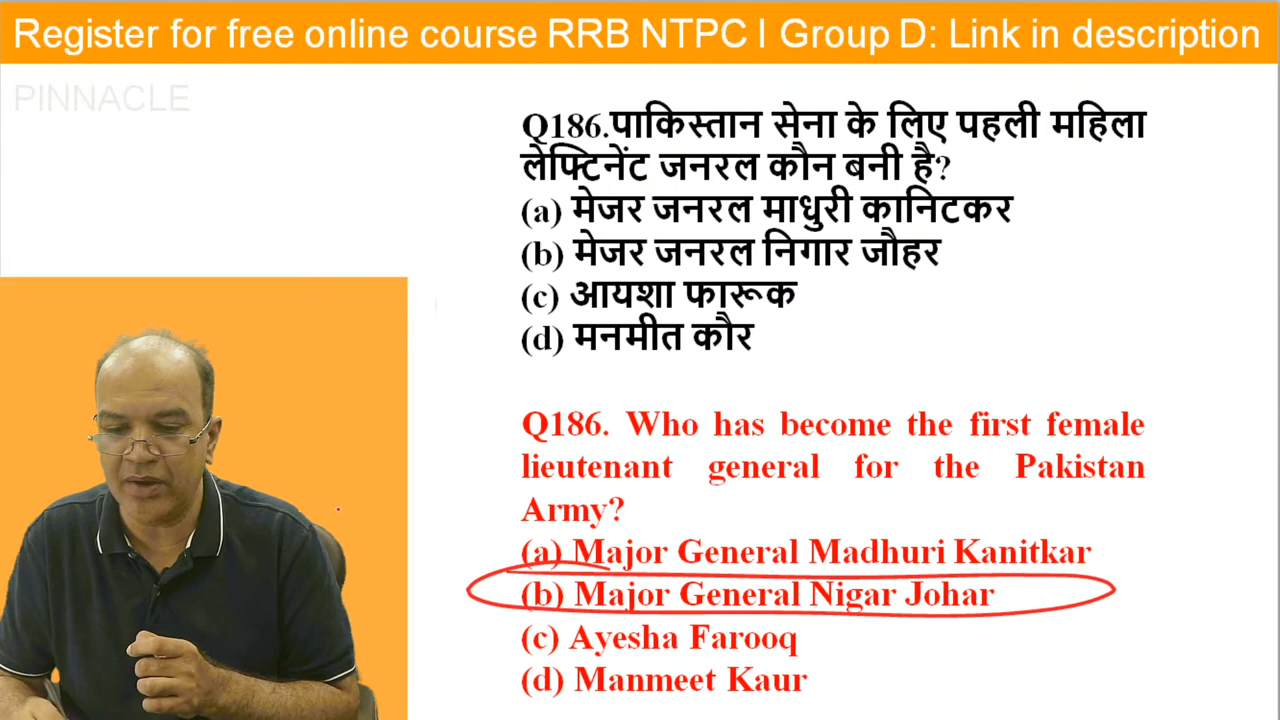 Register for free online course RRB NTPC I Group D: Link in description
PINNACLE
Q186.पाकिस्तान सेना के लिए पहली महिला
लेफ्टिनेंट जनरल कौन बनी है?
(a) मेजर जनरल माधुरी कानिटकर
(b) मेजर जनरल निगार जौहर
(c) आयशा फारूक
(d) मनमीत कौर
Q186. Who has become the first female
lieutenant general for the Pakistan
Army?
(a) Major General Madhuri Kanitkar
(b) Major General Nigar Johar
(c) Ayesha Farooq
(d) Manmeet Kaur